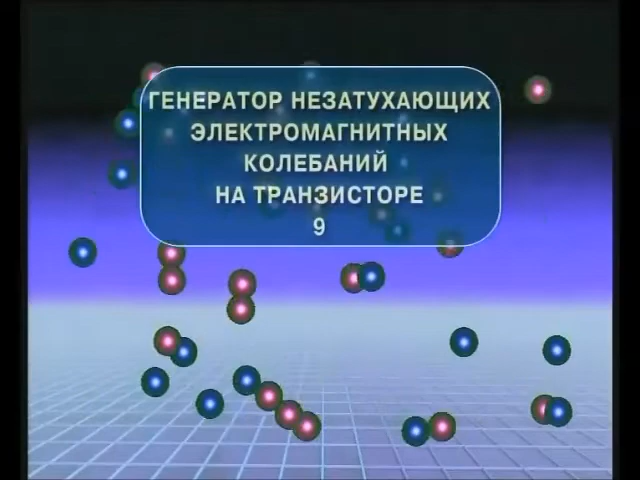 ГЕНЕРАТОР НЕЗАТУХАЮЩИХ
ЭЛЕКТРОМАГНИТНЫХ
КОЛЕБАНИЙ
НА ТРАНЗИСТОРЕ
9